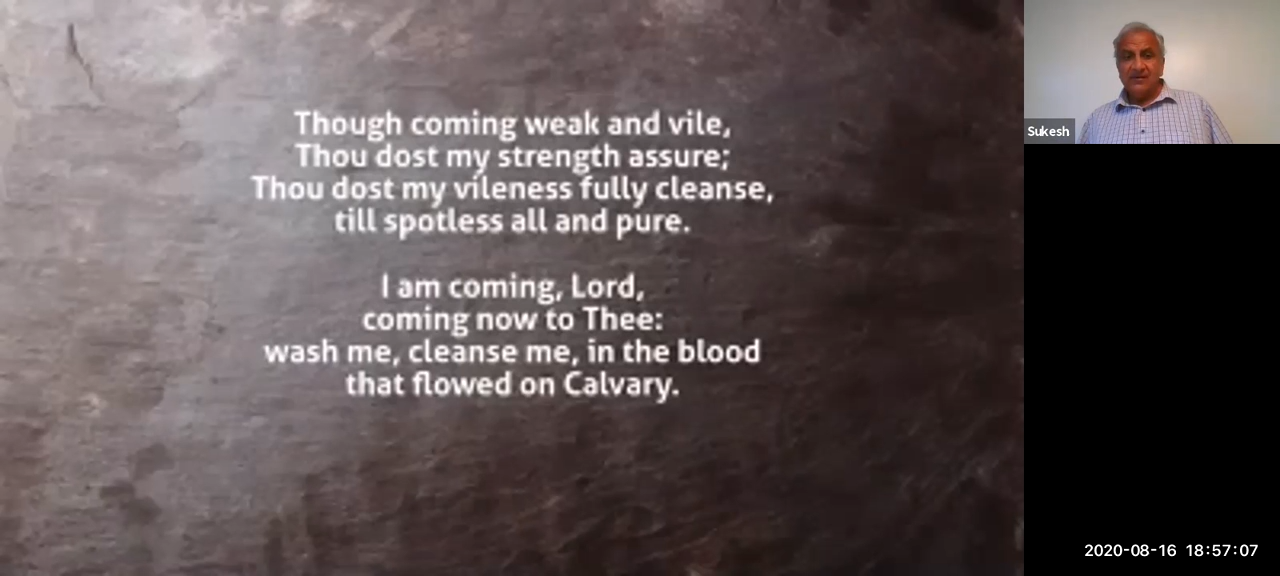 Though coming weak and vile,
Thou dost my strength assure;
Thou dost my vileness fully cleanse,
till spotless all and pure.
I am coming, Lord,
coming now to Thee:
wash me, cleanse me, in the blood
that flowed on Calvary.
Sukesh
2020-08-16 18:57:07